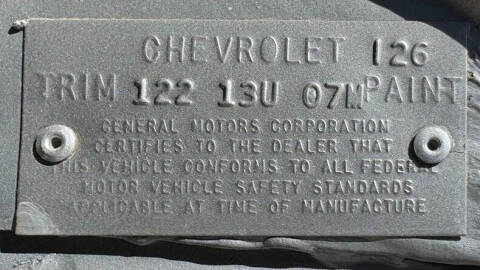 CHEVROLET 126
TRIM 122 13U 07M PAINT
GENERAL MOTORS CORPORATION
CERTIFIES TO THE DEALER THAT
THIS VEHICLE CONFORMS TO ALL FEDERAL
MOTOR VEHICLE SAFETY STANDARDS
APPLICABLE AT TIME OF MANUFACTURE